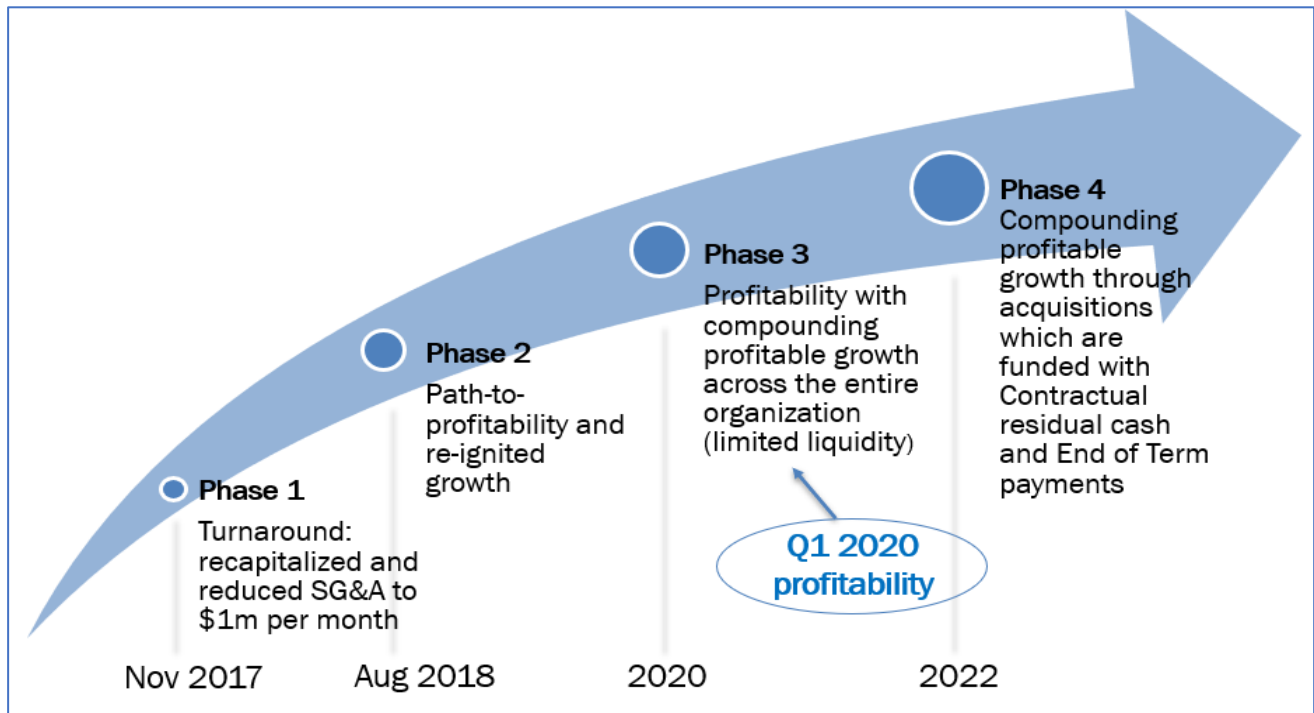 Phase 1
Turnaround:
recapitalized and
reduced SG&A to
$1m per month
Nov 2017
Phase 2
Path-to-
profitability and
re-ignited
growth
Aug 2018
Phase 3
Profitability with
compounding
profitable growth
across the entire
organization
(limited liquidity)
Q1 2020
profitability
2020
Phase 4
Compounding
profitable
growth through
acquisitions
which are
funded with
Contractual
residual cash
and End of Term
payments
2022